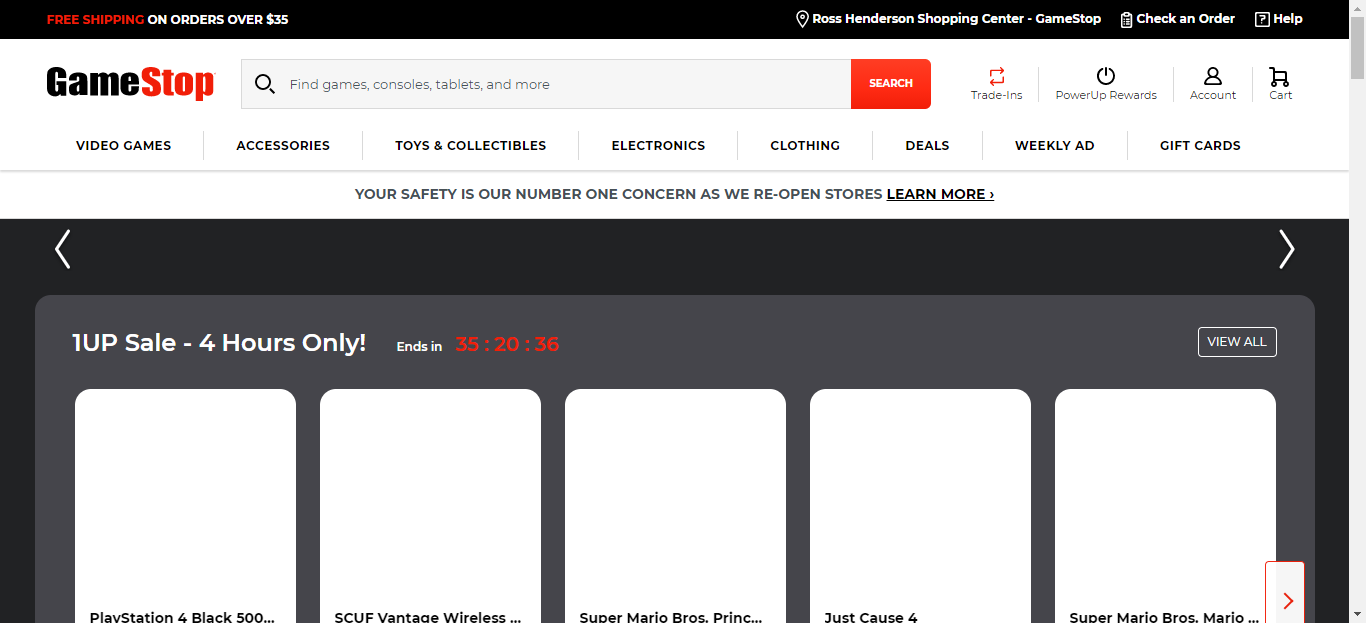 FREE SHIPPING ON ORDERS OVER $35
Ross Henderson Shopping Center - GameStop
Check an Order
Help
GameStop
Find games, consoles, tablets, and more
SEARCH
Trade-Ins
PowerUp Rewards
Account
Cart
VIDEO GAMES
ACCESSORIES
TOYS & COLLECTIBLES
ELECTRONICS
CLOTHING
DEALS
WEEKLY AD
GIFT CARDS
YOUR SAFETY IS OUR NUMBER ONE CONCERN AS WE RE-OPEN STORES LEARN MORE ›
1UP Sale - 4 Hours Only!
Ends in 35 : 20 : 36
VIEW ALL
PlayStation 4 Black 500...
SCUF Vantage Wireless ...
Super Mario Bros. Princ...
Just Cause 4
Super Mario Bros. Mario ...